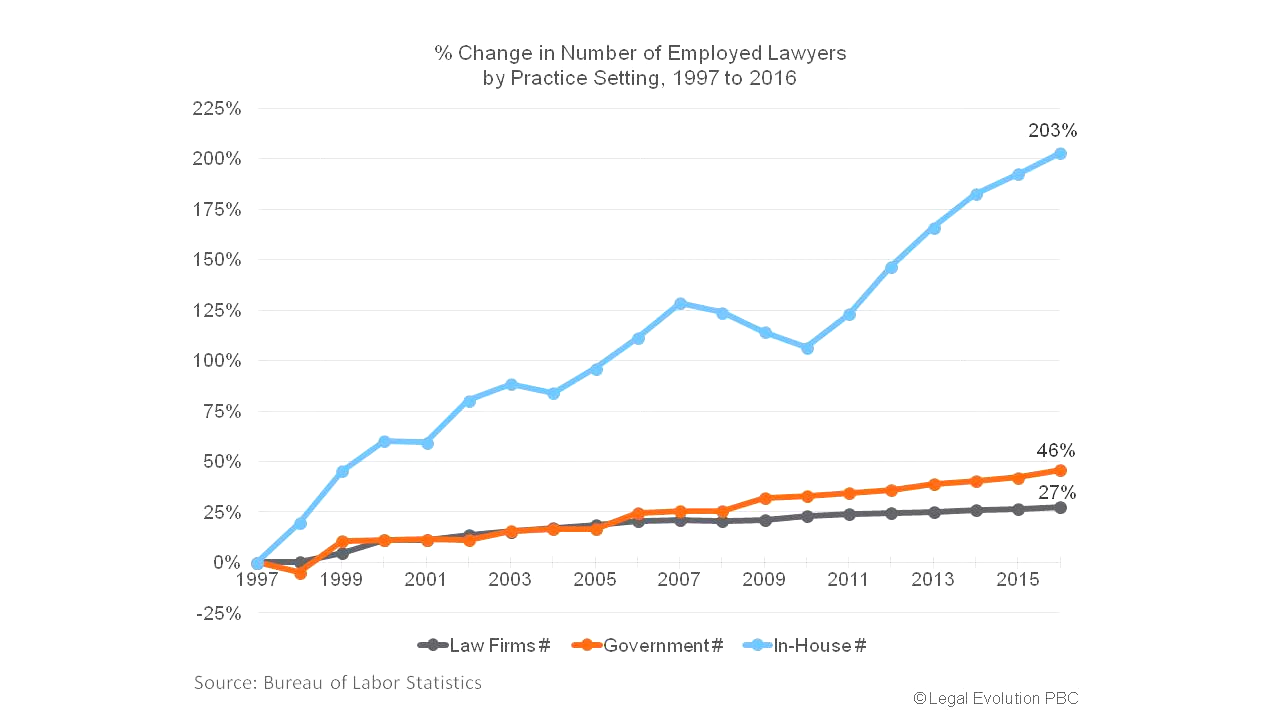 % Change in Number of Employed Lawyers
by Practice Setting, 1997 to 2016
225%
203%
200%
175%
150%
125%
100%
75%
50%
46%
27%
25%
0%
1997 1999 2001 2003 2005 2007 2009 2011 2013 2015
-25%
Law Firms # Government # In-House #
Source: Bureau of Labor Statistics
© Legal Evolution PBC